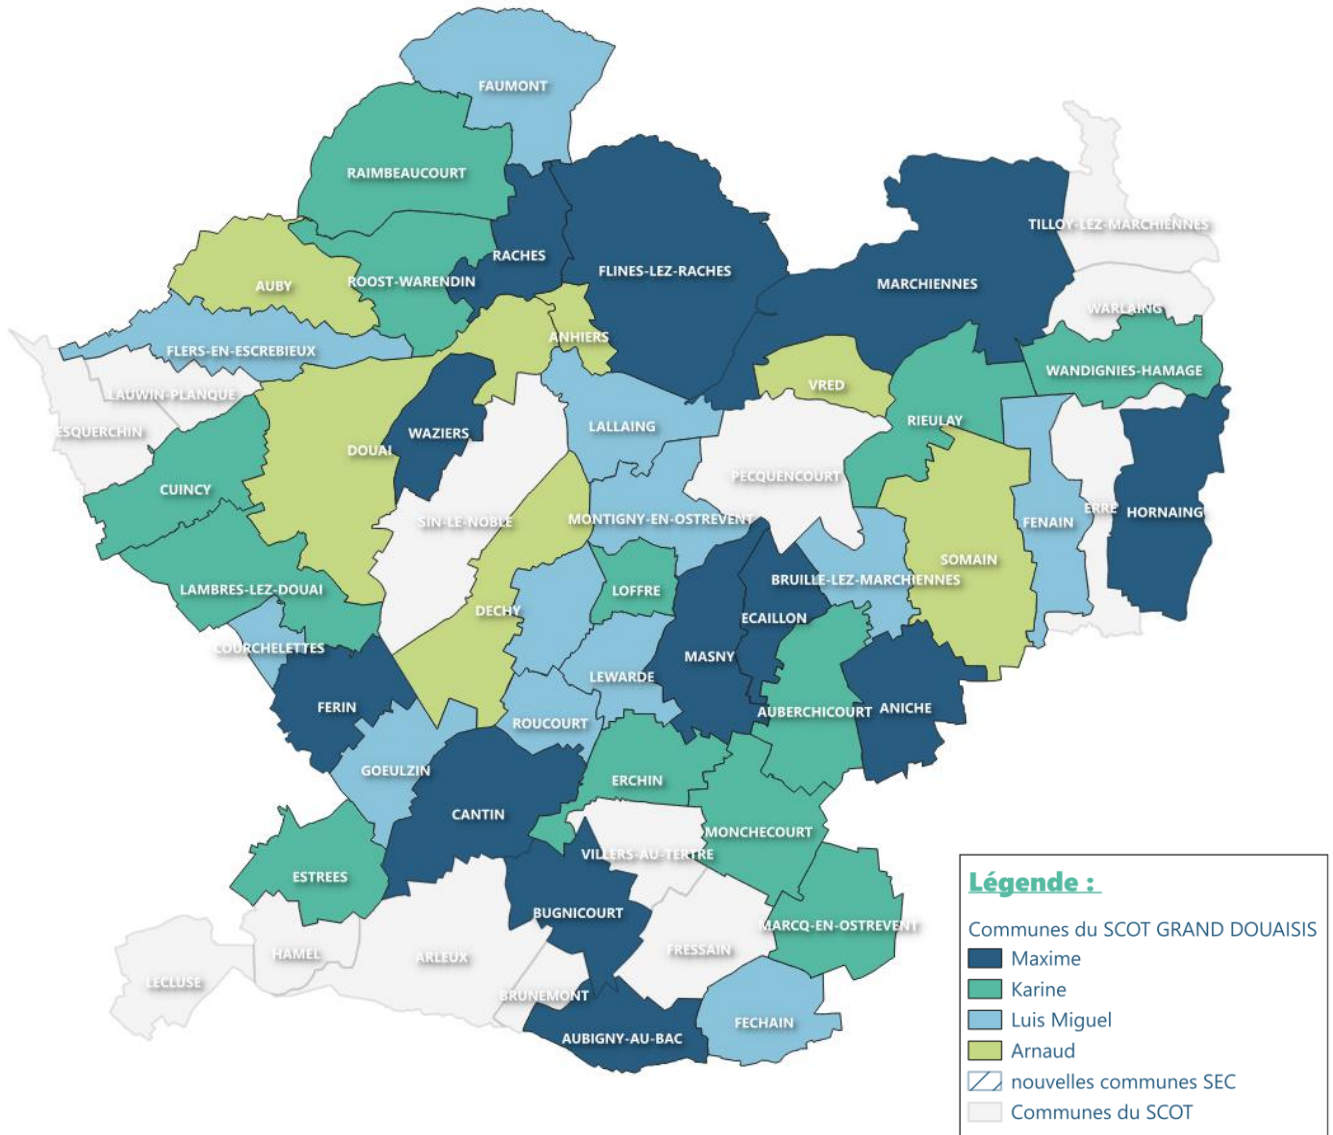 FAUMONT
RAIMBEAUCOURT
TILLOY-LEZ-MARCHIENNES
RACHES
FLINES-LEZ-RACHES
ROOST-WARENDIN
MARCHIENNES
AUBY
WARLAING
ANHIERS
FLERS-EN-ESCREBIEUX
WANDIGNIES-HAMAGE
VRED
LAUWIN-PLANQUE
RIEULAY
LALLAING
ESQUERCHIN
WAZIERS
DOUAI
PECQUENCOURT
CUINCY
ERRE
HORNAING
MONTIGNY-EN-OSTREVENT
SIN-LE-NOBLE
FENAIN
SOMAIN
BRUILLE-LEZ-MARCHIENNES
LAMBRES-LEZ-DOUAI
LOFFRE
DECHY
ECAILLON
COURCHELETTES
MASNY
LEWARDE
FERIN
ANICHE
AUBERCHICOURT
ROUCOURT
GOEULZIN
ERCHIN
CANTIN
MONCHECOURT
VILLERS-AU-TERTRE
ESTREES
BUGNICOURT
MARCQ-EN-OSTREVENT
FRESSAIN
HAMEL
ARLEUX
LECLUSE
BRUNEMONT
FECHAIN
AUBIGNY-AU-BAC
Légende :
Communes du SCOT GRAND DOUAISIS
Maxime
Karine
Luis Miguel
Arnaud
nouvelles communes SEC
Communes du SCOT